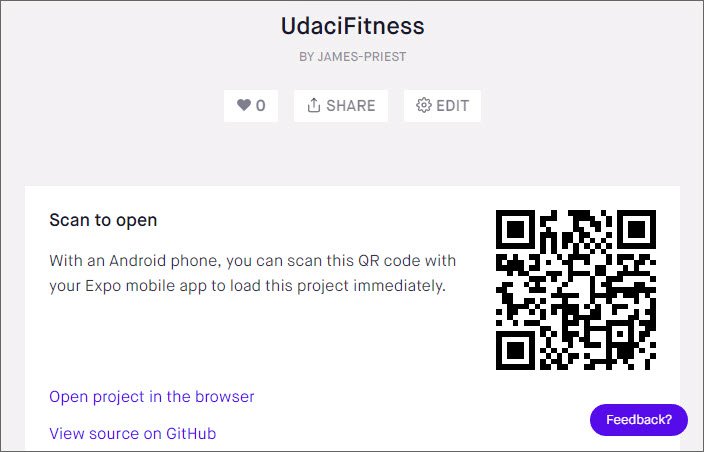 UdaciFitness
BY JAMES-PRIEST
0
SHARE
EDIT
Scan to open
With an Android phone, you can scan this QR code with
your Expo mobile app to load this project immediately.
Open project in the browser
View source on GitHub
Feedback?